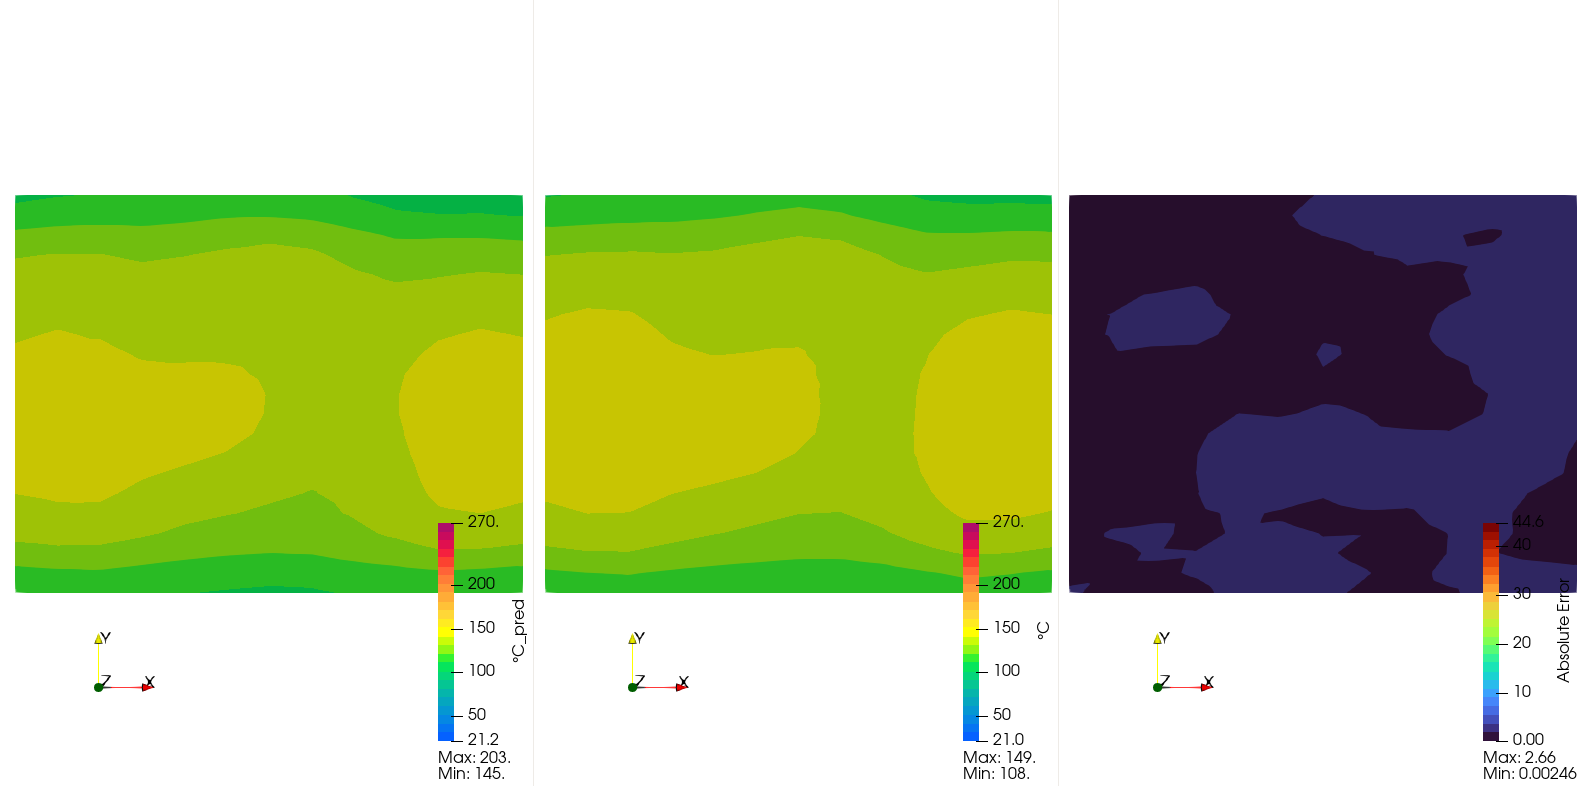 270.
200
150
100
50
21.2
°C_pred
Max: 203.
Min: 145.
Y
Z
X
270.
200
150
100
50
21.0
°C
Max: 149.
Min: 108.
Y
Z
X
44.6
40
30
20
10
0.00
Absolute Error
Max: 2.66
Min: 0.00246
Y
Z
X